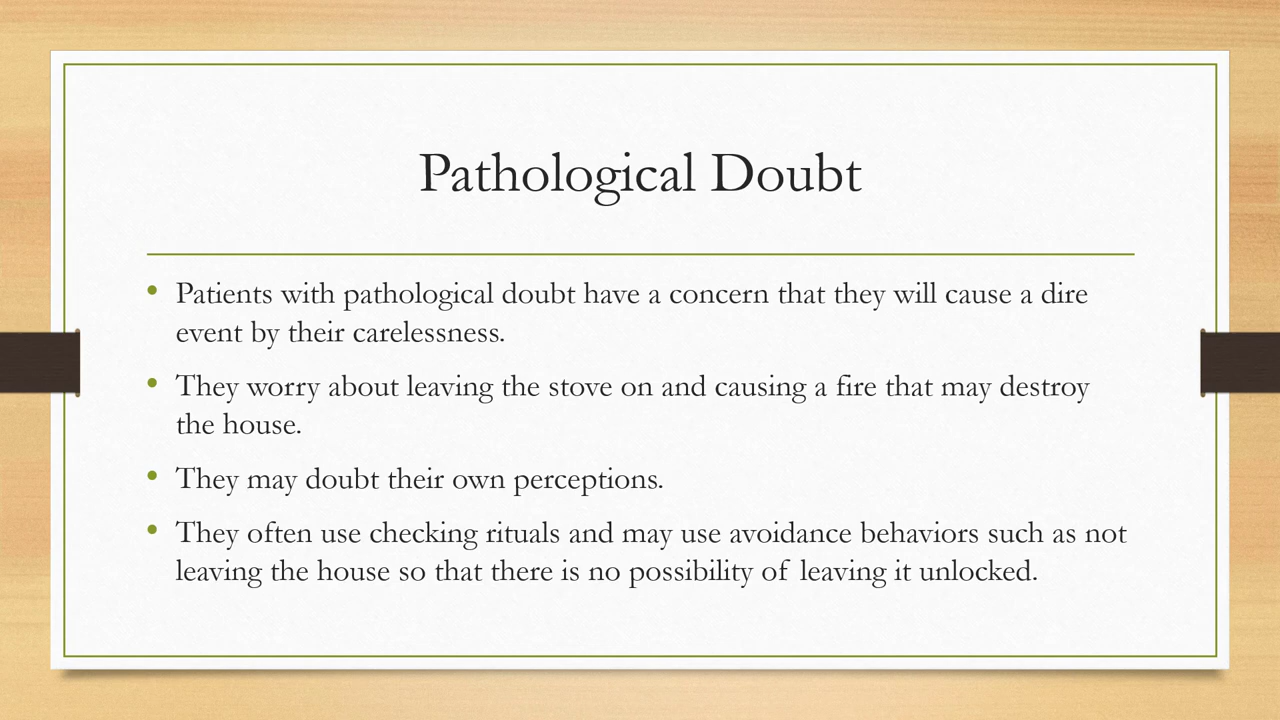 Pathological Doubt
• Patients with pathological doubt have a concern that they will cause a dire
event by their carelessness.
• They worry about leaving the stove on and causing a fire that may destroy
the house.
• They may doubt their own perceptions.
• They often use checking rituals and may use avoidance behaviors such as not
leaving the house so that there is no possibility of leaving it unlocked.